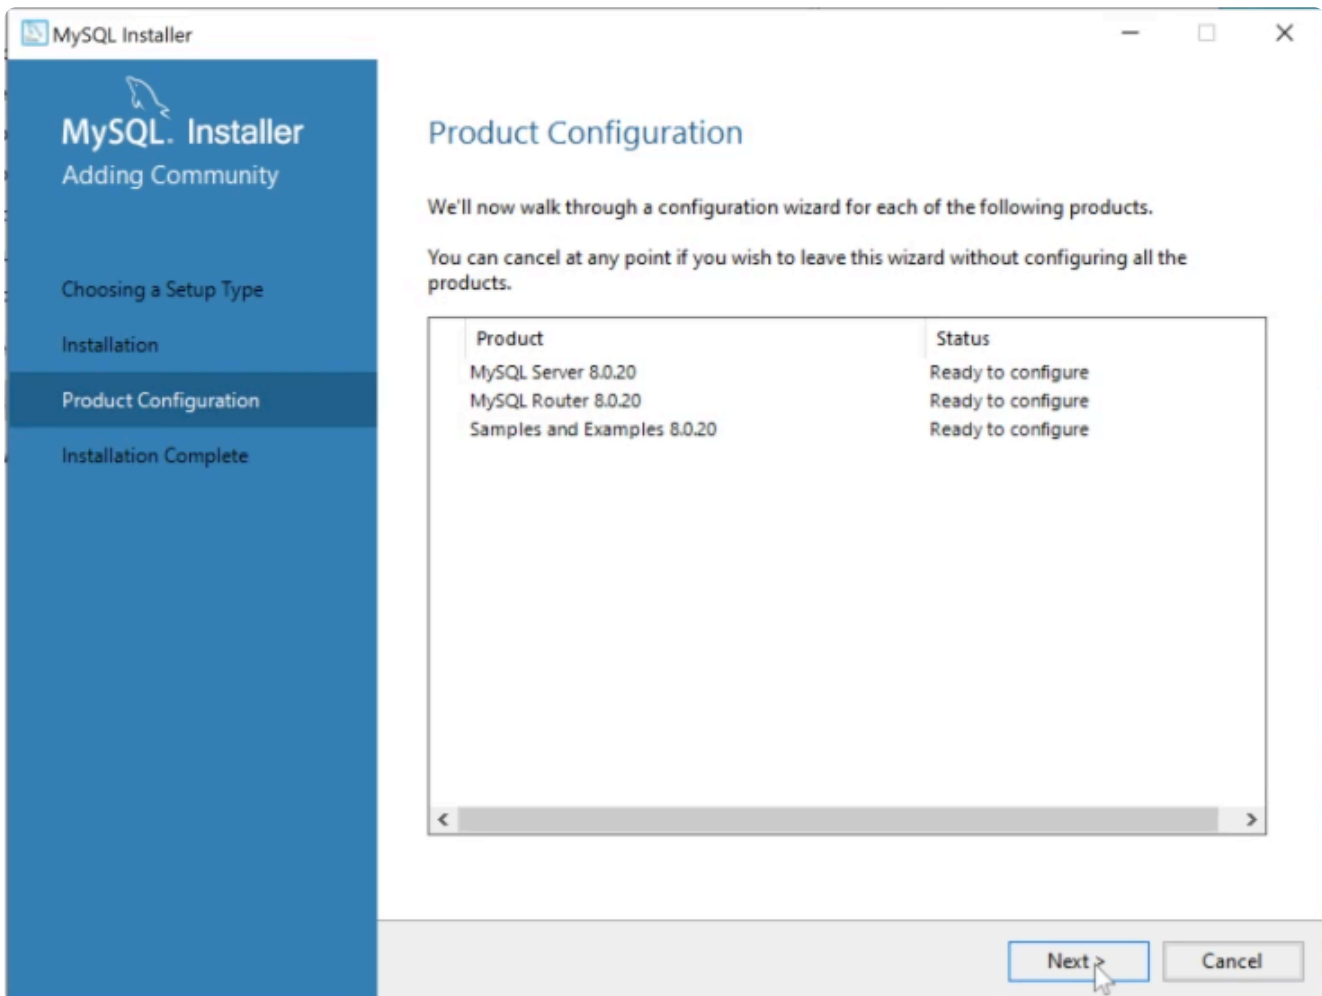 MySQL Installer
MySQL. Installer
Adding Community
Choosing a Setup Type
Installation
Product Configuration
Installation Complete
Product Configuration
We'll now walk through a configuration wizard for each of the following products.
You can cancel at any point if you wish to leave this wizard without configuring all the
products.
Product Status
MySQL Server 8.0.20 Ready to configure
MySQL Router 8.0.20 Ready to configure
Samples and Examples 8.0.20 Ready to configure
Next > Cancel